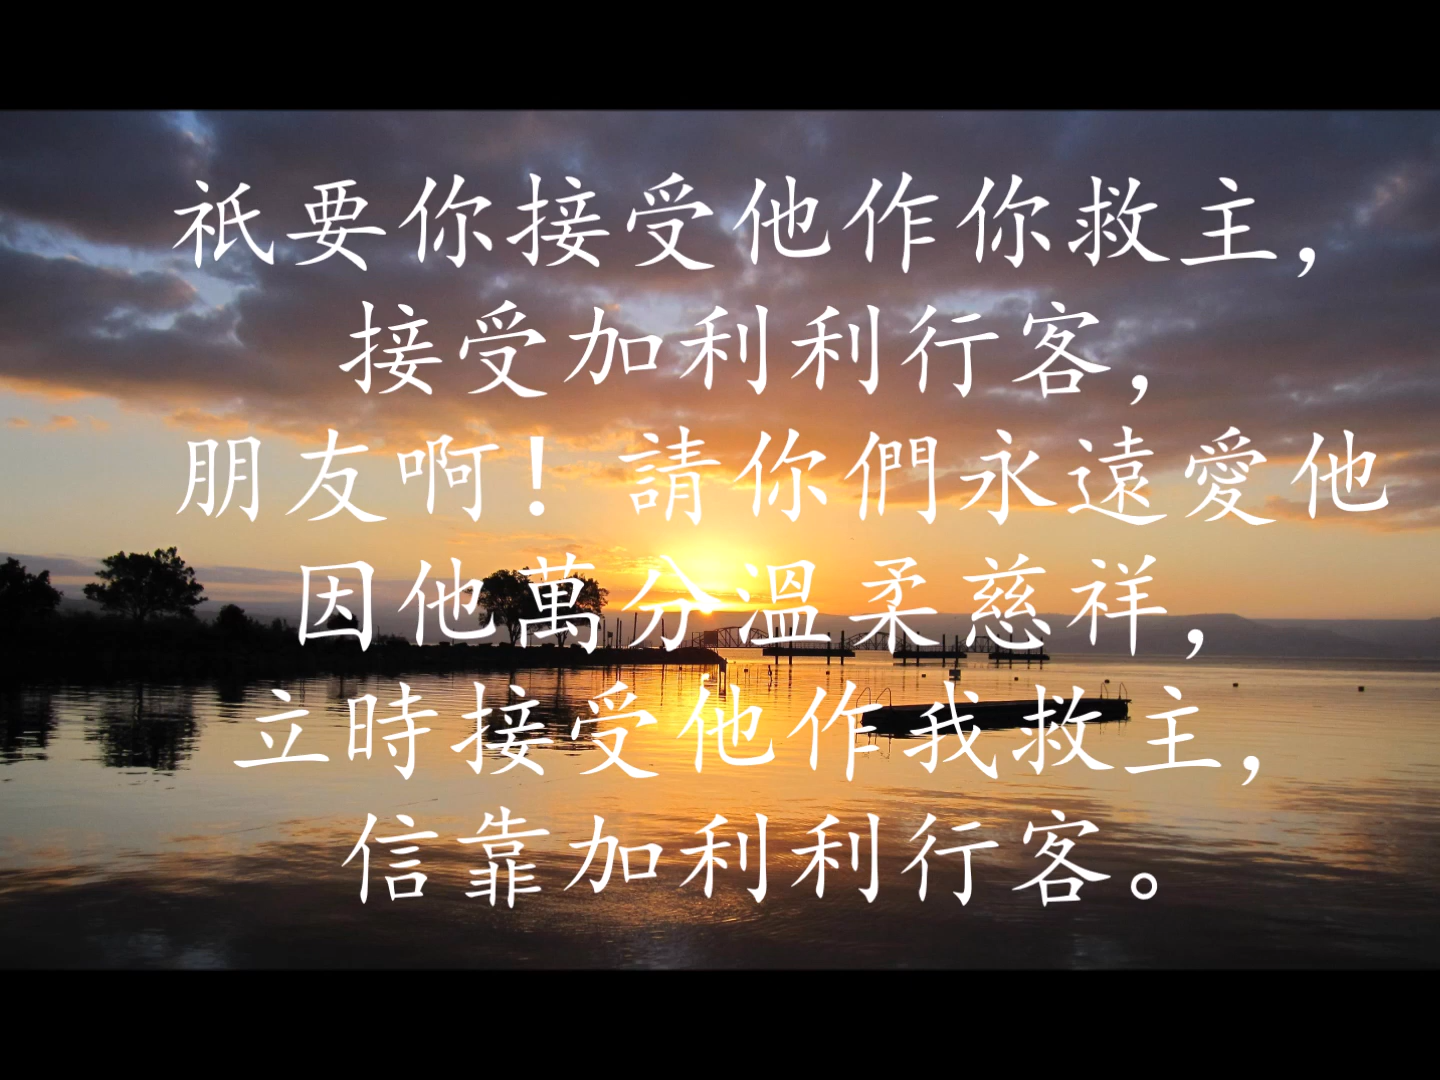 祇要你接受他作你救主，
接受加利利行客，
朋友啊！請你們永遠愛他
因他萬分溫柔慈祥，
立時接受他作我救主，
信靠加利利行客。